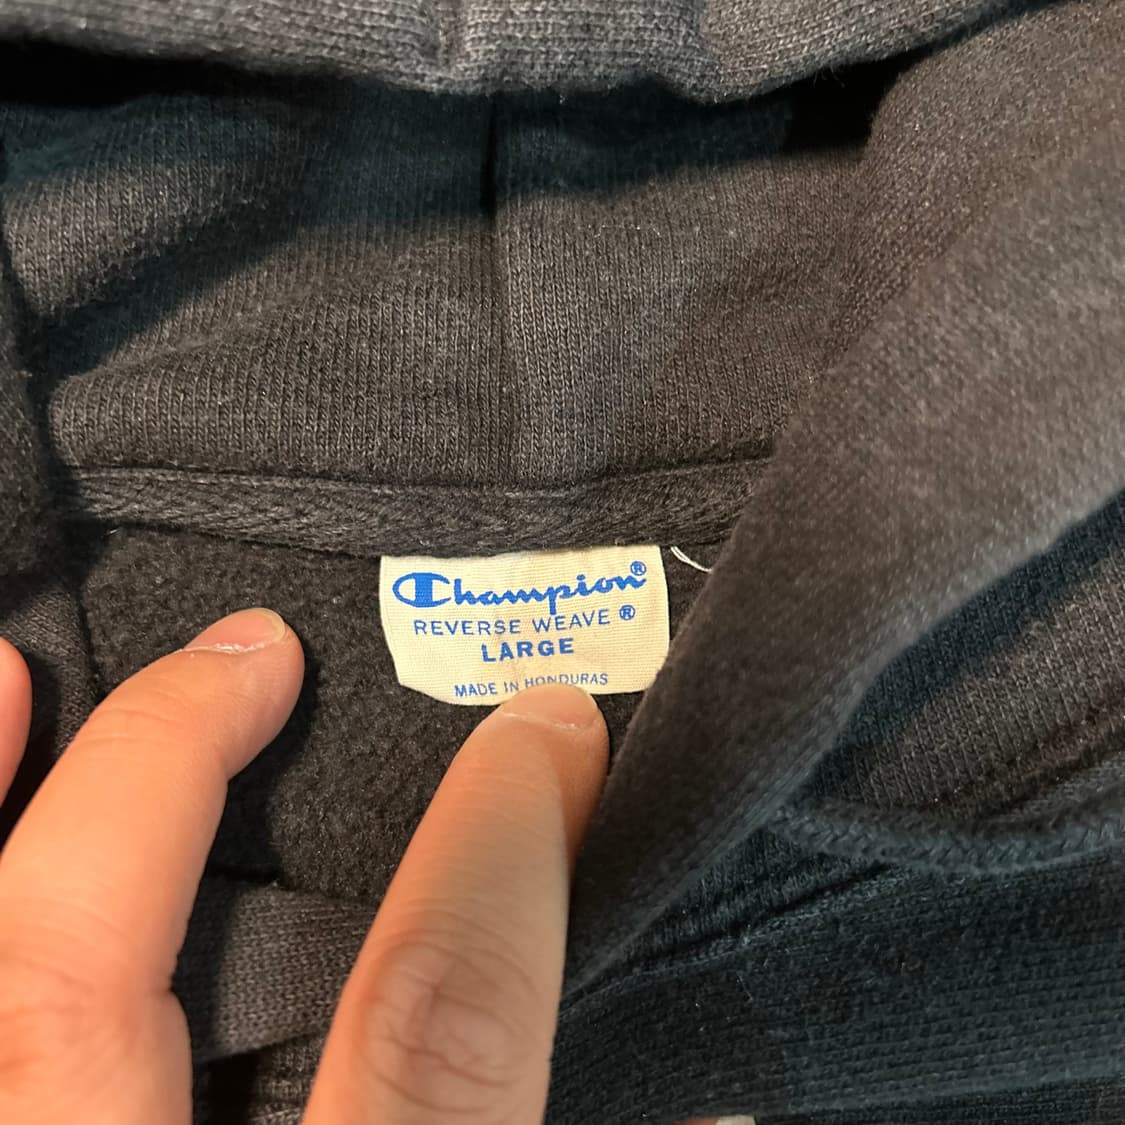 Champion®
REVERSE WEAVE ®
LARGE
MADE IN HONDURAS